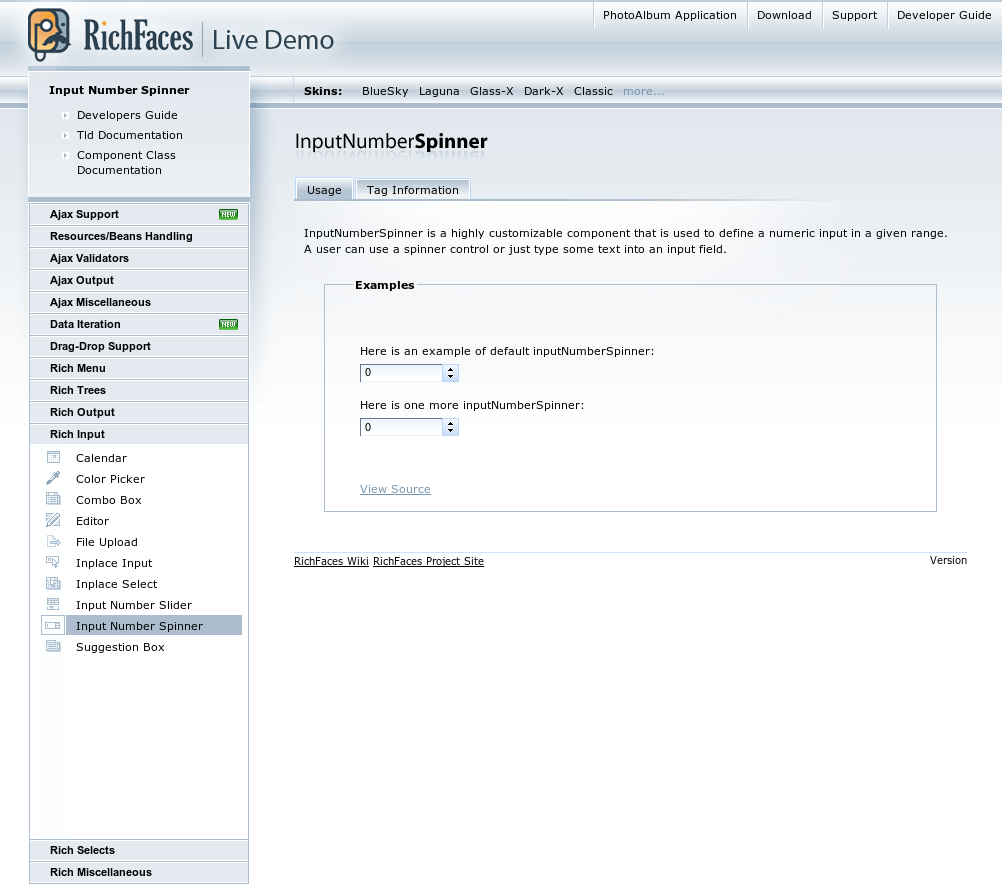 PhotoAlbum Application Download Support Developer Guide
RichFaces Live Demo
Input Number Spinner
Developers Guide
Tld Documentation
Component Class
Documentation
Skins: BlueSky Laguna Glass-X Dark-X Classic more...
InputNumberSpinner
Usage Tag Information
InputNumberSpinner is a highly customizable component that is used to define a numeric input in a given range.
A user can use a spinner control or just type some text into an input field.
Examples
Here is an example of default inputNumberSpinner:
0
Here is one more inputNumberSpinner:
0
View Source
RichFaces Wiki RichFaces Project Site Version
Ajax Support NEW
Resources/Beans Handling
Ajax Validators
Ajax Output
Ajax Miscellaneous
Data Iteration NEW
Drag-Drop Support
Rich Menu
Rich Trees
Rich Output
Rich Input
Calendar
Color Picker
Combo Box
Editor
File Upload
Inplace Input
Inplace Select
Input Number Slider
Input Number Spinner
Suggestion Box
Rich Selects
Rich Miscellaneous